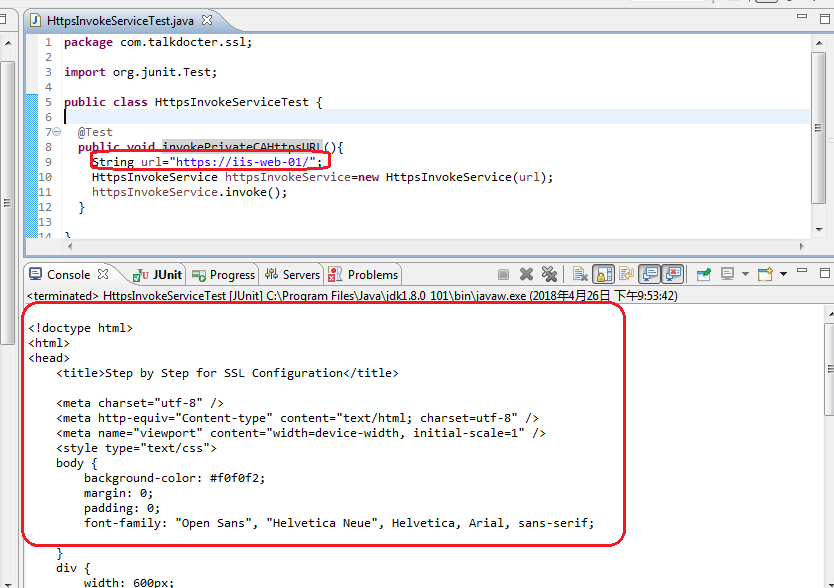 HttpsInvokeServiceTest.java
1 package com.talkdocter.ssl;
2
3 import org.junit.Test;
4
5 public class HttpsInvokeServiceTest {
6
7 @Test
8 public void invokePrivateCAHttpsURL(){
9 String url="https://iis-web-01/";
10 HttpsInvokeService httpsInvokeService=new HttpsInvokeService(url);
11 httpsInvokeService.invoke();
12 }
13
14 }
Console JUnit Progress Servers Problems
<terminated> HttpsInvokeServiceTest [JUnit] C:\Program Files\Java\jdk1.8.0_101\bin\javaw.exe (2018年4月26日 下午9:53:42)
<!doctype html>
<html>
<head>
<title>Step by Step for SSL Configuration</title>
<meta charset="utf-8" />
<meta http-equiv="Content-type" content="text/html; charset=utf-8" />
<meta name="viewport" content="width=device-width, initial-scale=1" />
<style type="text/css">
body {
background-color: #f0f0f2;
margin: 0;
padding: 0;
font-family: "Open Sans", "Helvetica Neue", Helvetica, Arial, sans-serif;
}
div {
width: 600px;